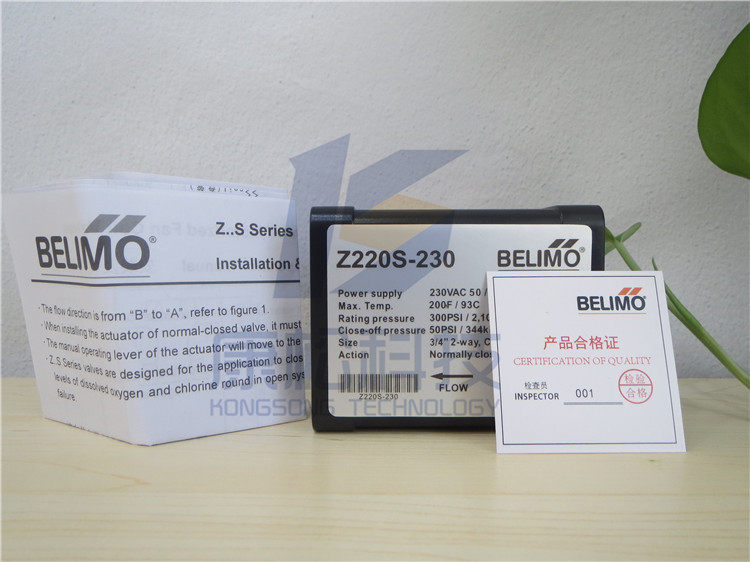 BELIMO®
Z..S Series
Installation &
· The flow direction is from “B” to “A”, refer to figure 1.
· When installing the actuator of normal-closed valve, it must
· The manual operating lever of the actuator will move to the
· Z..S Series valves are designed for the application to clos
levels of dissolved oxygen and chlorine round in open sys
failure.
Z220S-230
BELIMO
Power supply 230VAC 50 /
Max. Temp. 200F / 93C
Rating pressure 300PSI / 2,10
Close-off pressure 50PSI / 344k
Size 3/4" 2-way, C
Action Normally clos
FLOW
Z220S-230
BELIMO®
产品合格证
CERTIFICATION OF QUALITY
检查员
INSPECTOR 001
检验
合格
康芯科技
KONGSONG TECHNOLOGY